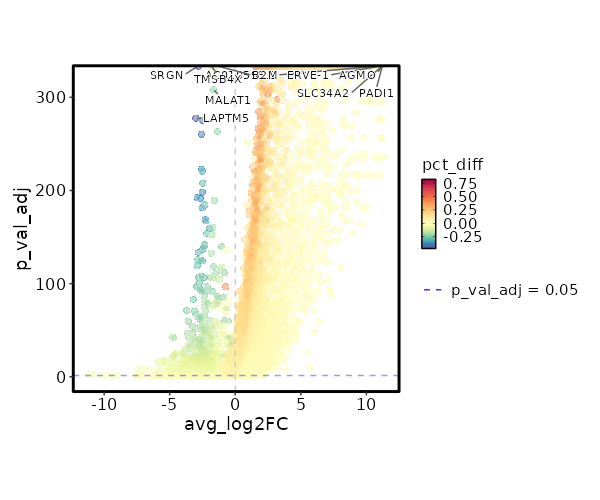 SRGN
B2M
ERVE-1
AGMO
TMSB4X
SLC34A2
PADI1
MALAT1
LAPTM5
300
200
100
0
-10
-5
0
5
10
avg_log2FC
p_val_adj
pct_diff
0.75
0.50
0.25
0.00
-0.25
p_val_adj = 0.05